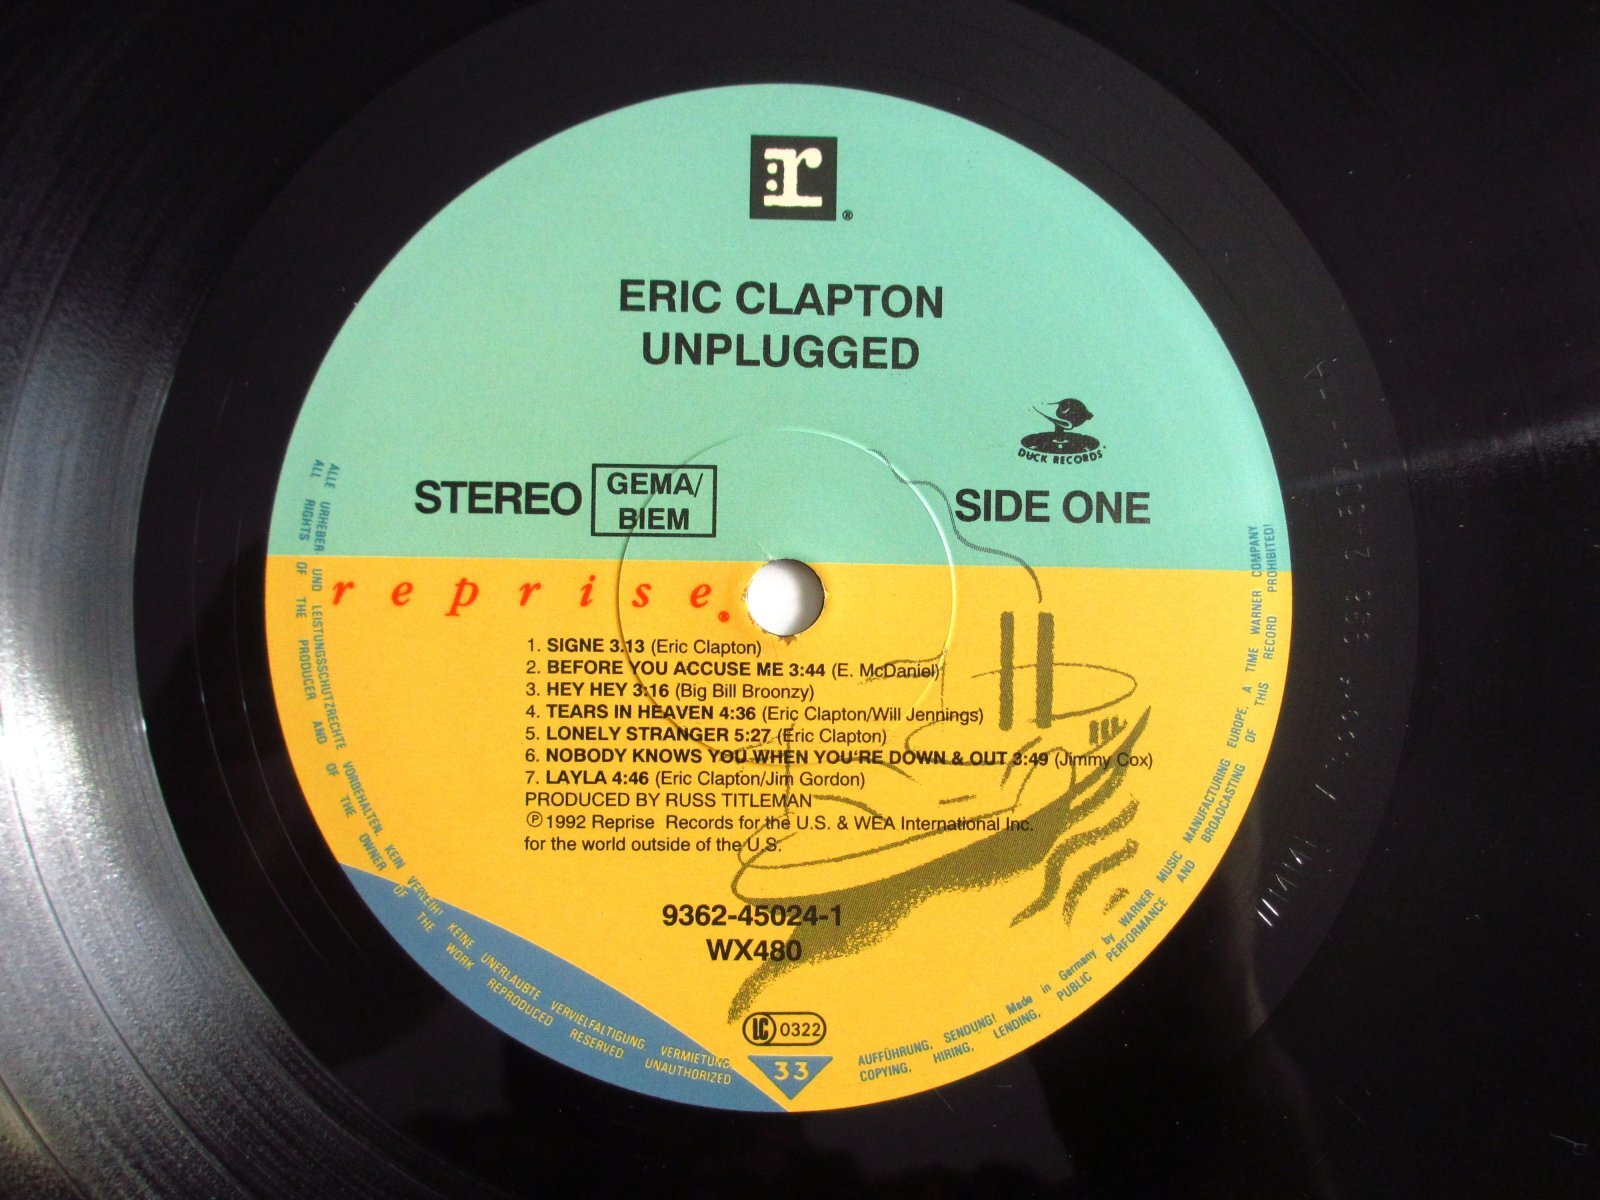 r
®
ERIC CLAPTON
UNPLUGGED
DUCK RECORDS
STEREO
GEMA/
BIEM
SIDE ONE
reprise
1. SIGNE 3.13 (Eric Clapton)
2. BEFORE YOU ACCUSE ME 3:44 (E. McDaniel)
3. HEY HEY 3:16 (Big Bill Broonzy)
4. TEARS IN HEAVEN 4:36 (Eric Clapton/Will Jennings)
5. LONELY STRANGER 5:27 (Eric Clapton)
6. NOBODY KNOWS YOU WHEN YOU'RE DOWN & OUT 3:49 (Jimmy Cox)
7. LAYLA 4:46 (Eric Clapton/Jim Gordon)
PRODUCED BY RUSS TITLEMAN
℗ 1992 Reprise Records for the U.S. & WEA International Inc.
for the world outside of the U.S.
9362-45024-1
WX480
LC 0322
33
ALLE URHEBER UND LEISTUNGSSCHUTZRECHTE VORBEHALTEN. KEIN VERLEIH! KEINE UNERLAUBTE VERVIELFÄLTIGUNG, VERMIETUNG, AUFFÜHRUNG, SENDUNG! Made in Germany by WARNER MUSIC MANUFACTURING EUROPE, A TIME WARNER COMPANY
ALL RIGHTS OF THE PRODUCER AND OF THE OWNER OF THE WORK REPRODUCED RESERVED UNAUTHORIZED COPYING, HIRING, LENDING, PUBLIC PERFORMANCE AND BROADCASTING OF THIS RECORD PROHIBITED!